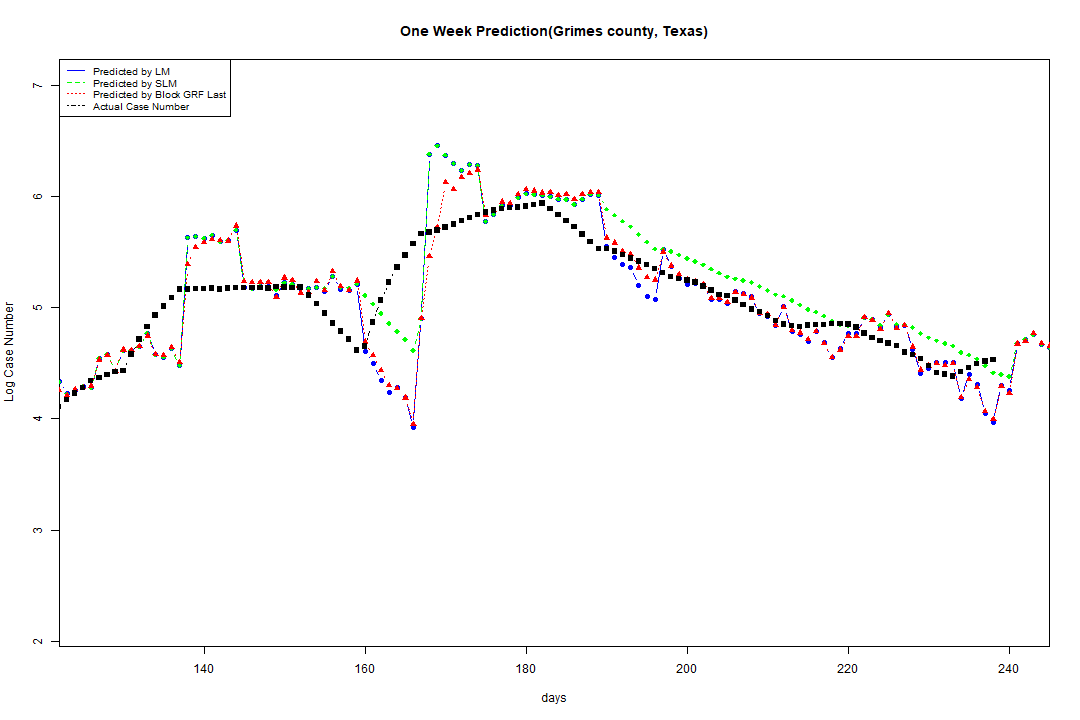 One Week Prediction(Grimes county, Texas)
Predicted by LM
Predicted by SLM
Predicted by Block GRF Last
Actual Case Number
7
6
5
4
3
2
Log Case Number
140 160 180 200 220 240
days